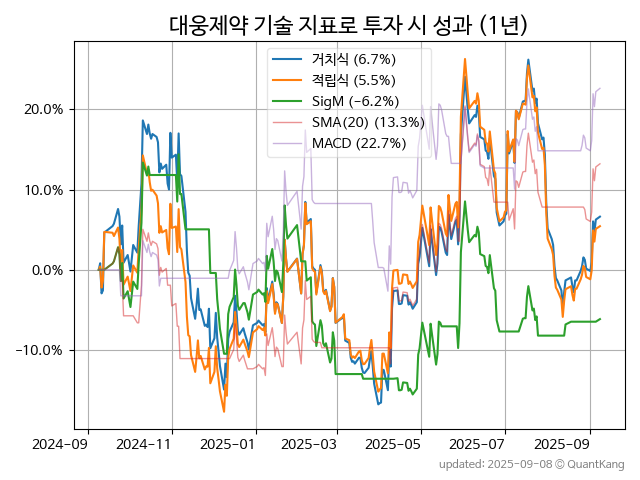 대웅제약 기술 지표로 투자 시 성과 (1년)
거치식 (6.7%)
적립식 (5.5%)
SigM (−6.2%)
SMA(20) (13.3%)
MACD (22.7%)
20.0%
10.0%
0.0%
−10.0%
2024-09 2024-11 2025-01 2025-03 2025-05 2025-07 2025-09
updated: 2025-09-08 © QuantKang